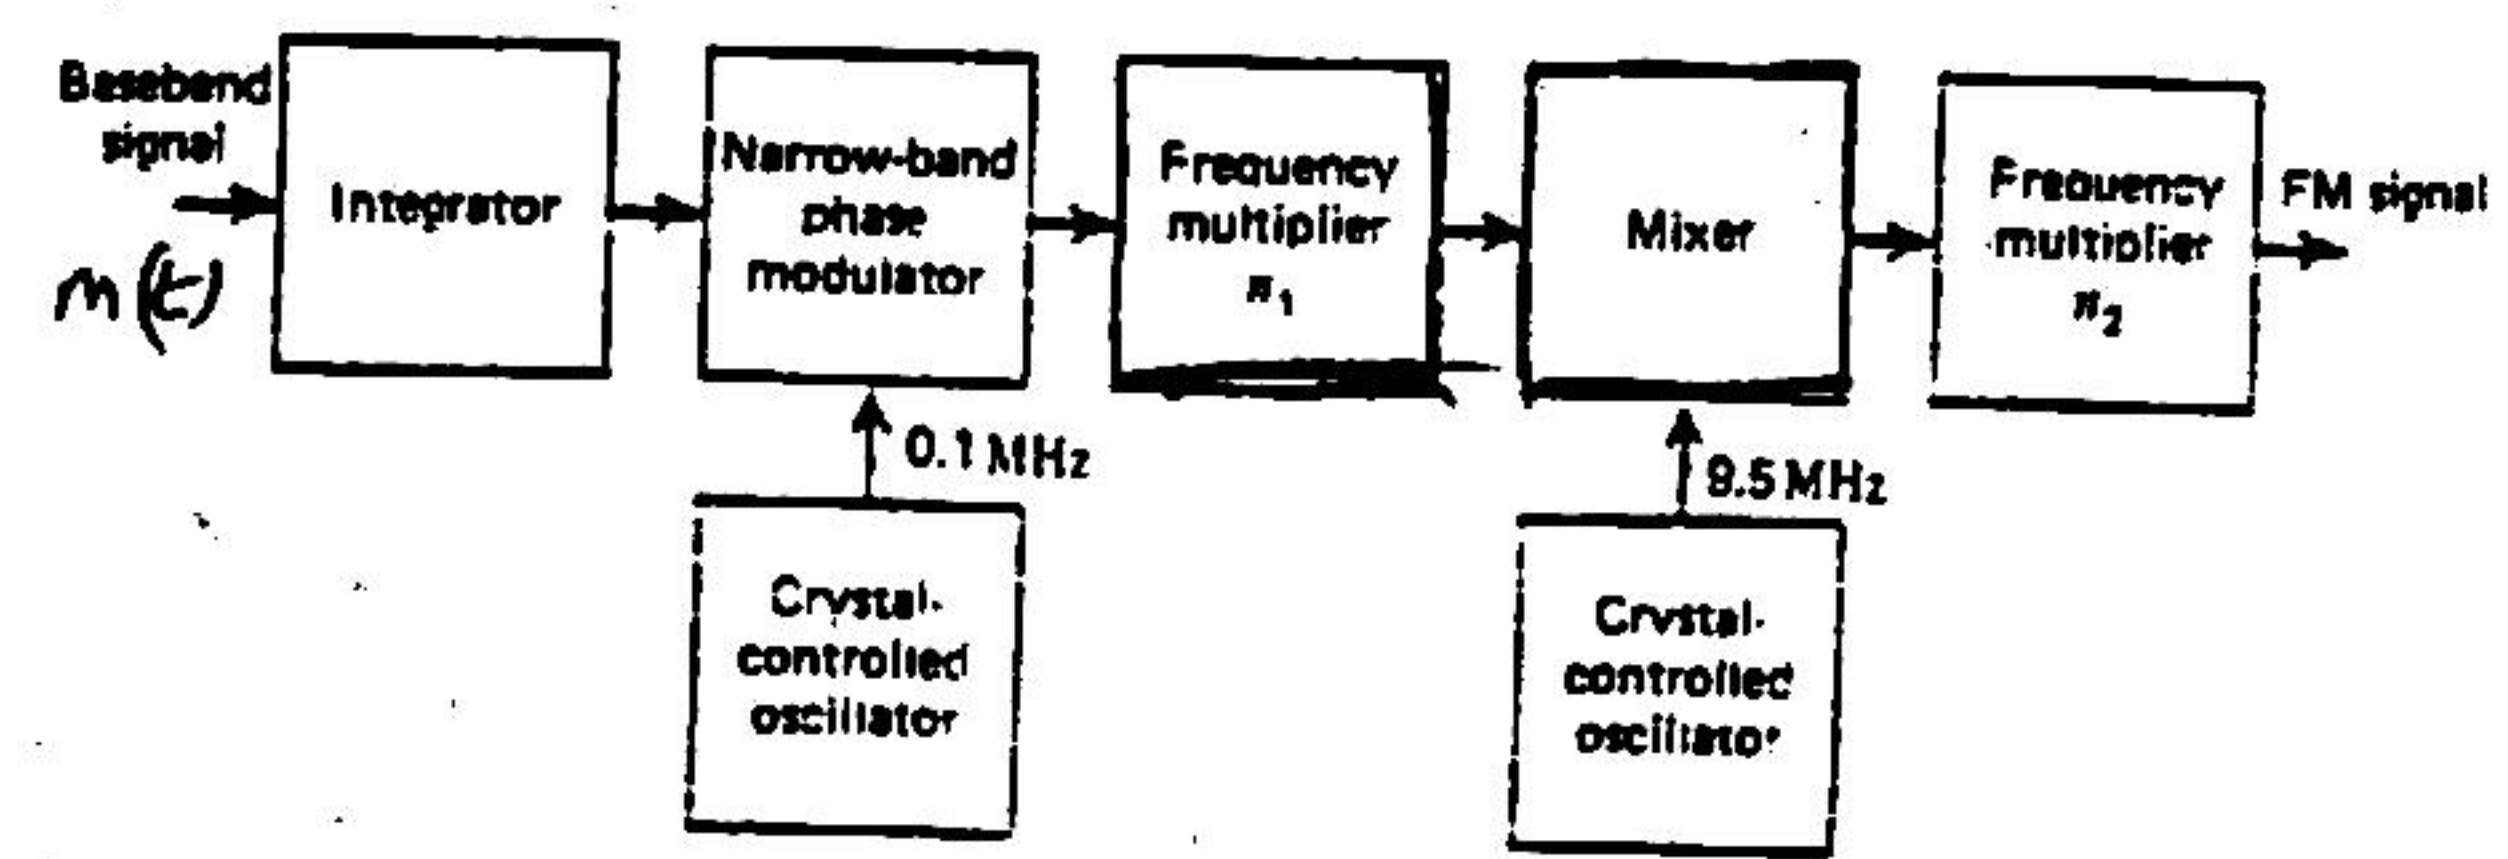 Baseband
signal
m(t)
Integrator
Narrow-band
phase
modulator
Frequency
multiplier
n1
Mixer
Frequency
multiplier
n2
FM signal
0.1 MHz
9.5 MHz
Crystal-
controlled
oscillator
Crystal-
controlled
oscillator